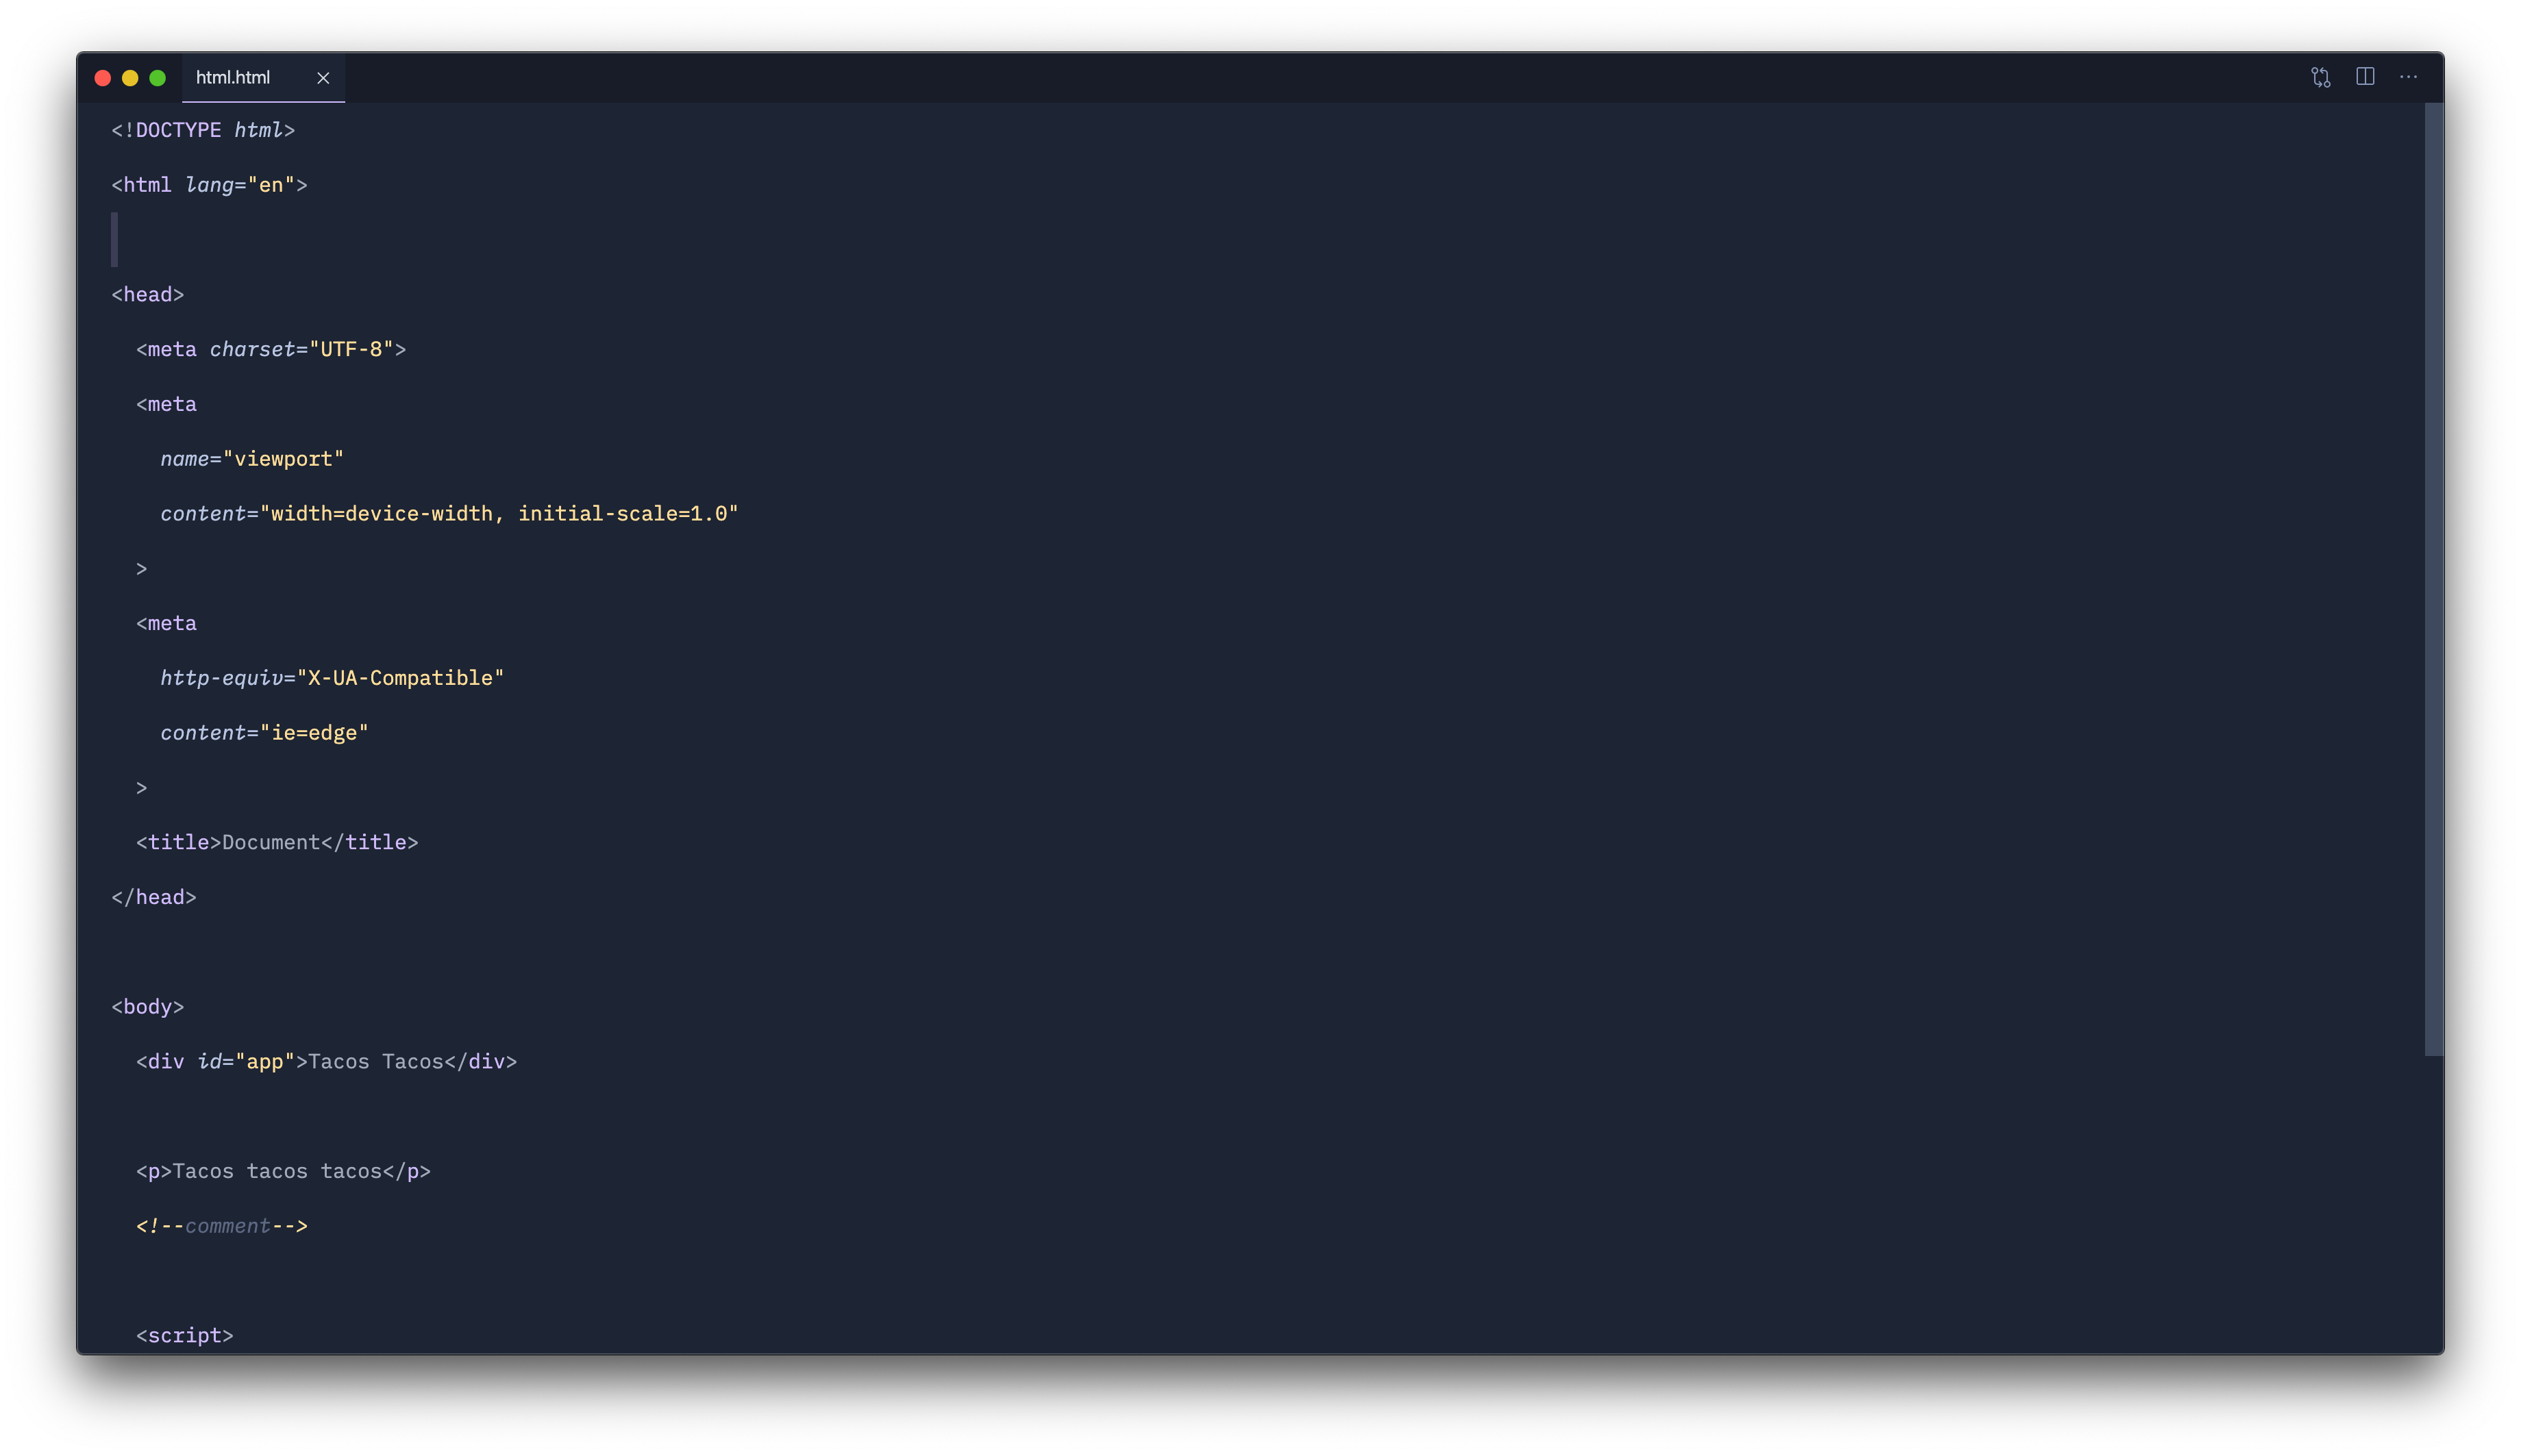 html.html
<!DOCTYPE html>
<html lang="en">
<head>
<meta charset="UTF-8">
<meta
name="viewport"
content="width=device-width, initial-scale=1.0"
>
<meta
http-equiv="X-UA-Compatible"
content="ie=edge"
>
<title>Document</title>
</head>
<body>
<div id="app">Tacos Tacos</div>
<p>Tacos tacos tacos</p>
<!--comment-->
<script>